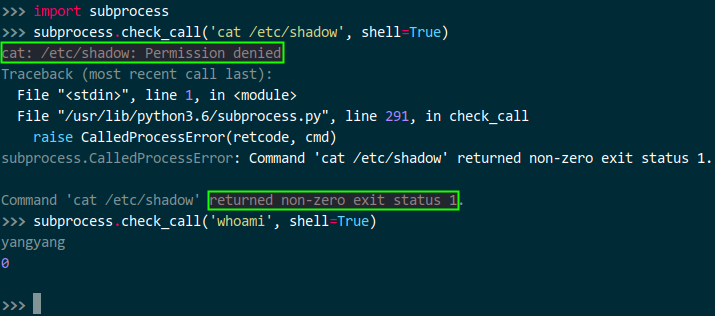 >>> import subprocess
>>> subprocess.check_call('cat /etc/shadow', shell=True)
cat: /etc/shadow: Permission denied
Traceback (most recent call last):
  File "<stdin>", line 1, in <module>
  File "/usr/lib/python3.6/subprocess.py", line 291, in check_call
    raise CalledProcessError(retcode, cmd)
subprocess.CalledProcessError: Command 'cat /etc/shadow' returned non-zero exit status 1.
Command 'cat /etc/shadow' returned non-zero exit status 1.
>>> subprocess.check_call('whoami', shell=True)
yangyang
0
>>>